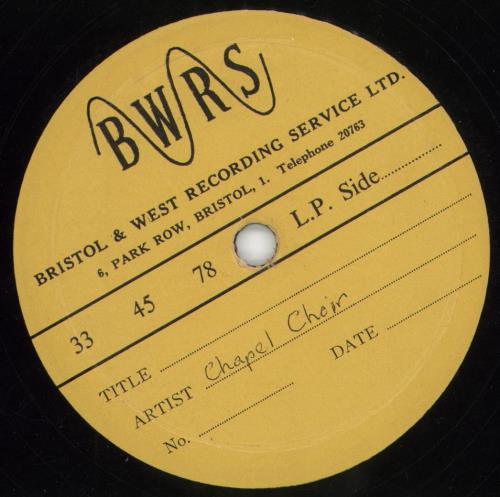 BWRS
BRISTOL & WEST RECORDING SERVICE LTD.
6, PARK ROW, BRISTOL, 1. Telephone 20763
33 45 78 L.P. Side
TITLE
ARTIST Chapel Choir
No. DATE